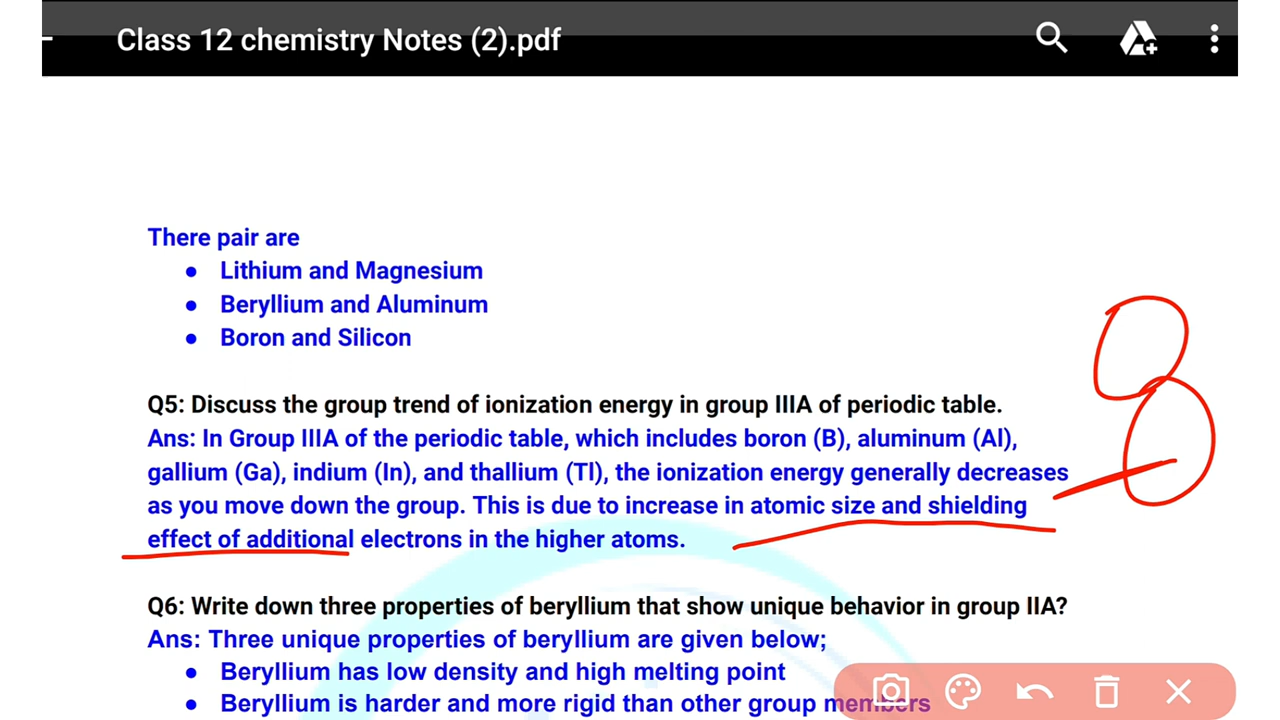 Class 12 chemistry Notes (2).pdf
There pair are
● Lithium and Magnesium
● Beryllium and Aluminum
● Boron and Silicon
Q5: Discuss the group trend of ionization energy in group IIIA of periodic table.
Ans: In Group IIIA of the periodic table, which includes boron (B), aluminum (Al),
gallium (Ga), indium (In), and thallium (Tl), the ionization energy generally decreases
as you move down the group. This is due to increase in atomic size and shielding
effect of additional electrons in the higher atoms.
Q6: Write down three properties of beryllium that show unique behavior in group IIA?
Ans: Three unique properties of beryllium are given below;
● Beryllium has low density and high melting point
● Beryllium is harder and more rigid than other group members